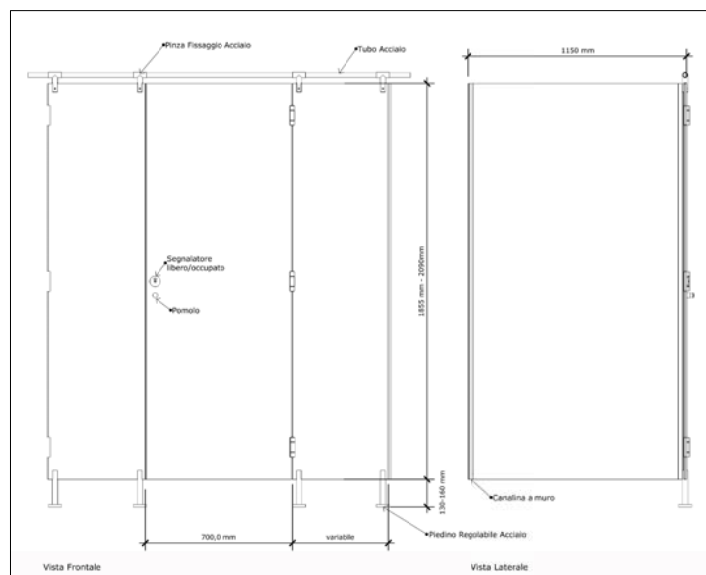 Pinza Fissaggio Acciaio
Tubo Acciaio
1150 mm
Segnalatore
libero/occupato
Pomolo
1855 mm - 2090mm
130-160 mm
Canalina a muro
700,0 mm
variabile
Piedino Regolabile Acciaio
Vista Frontale
Vista Laterale